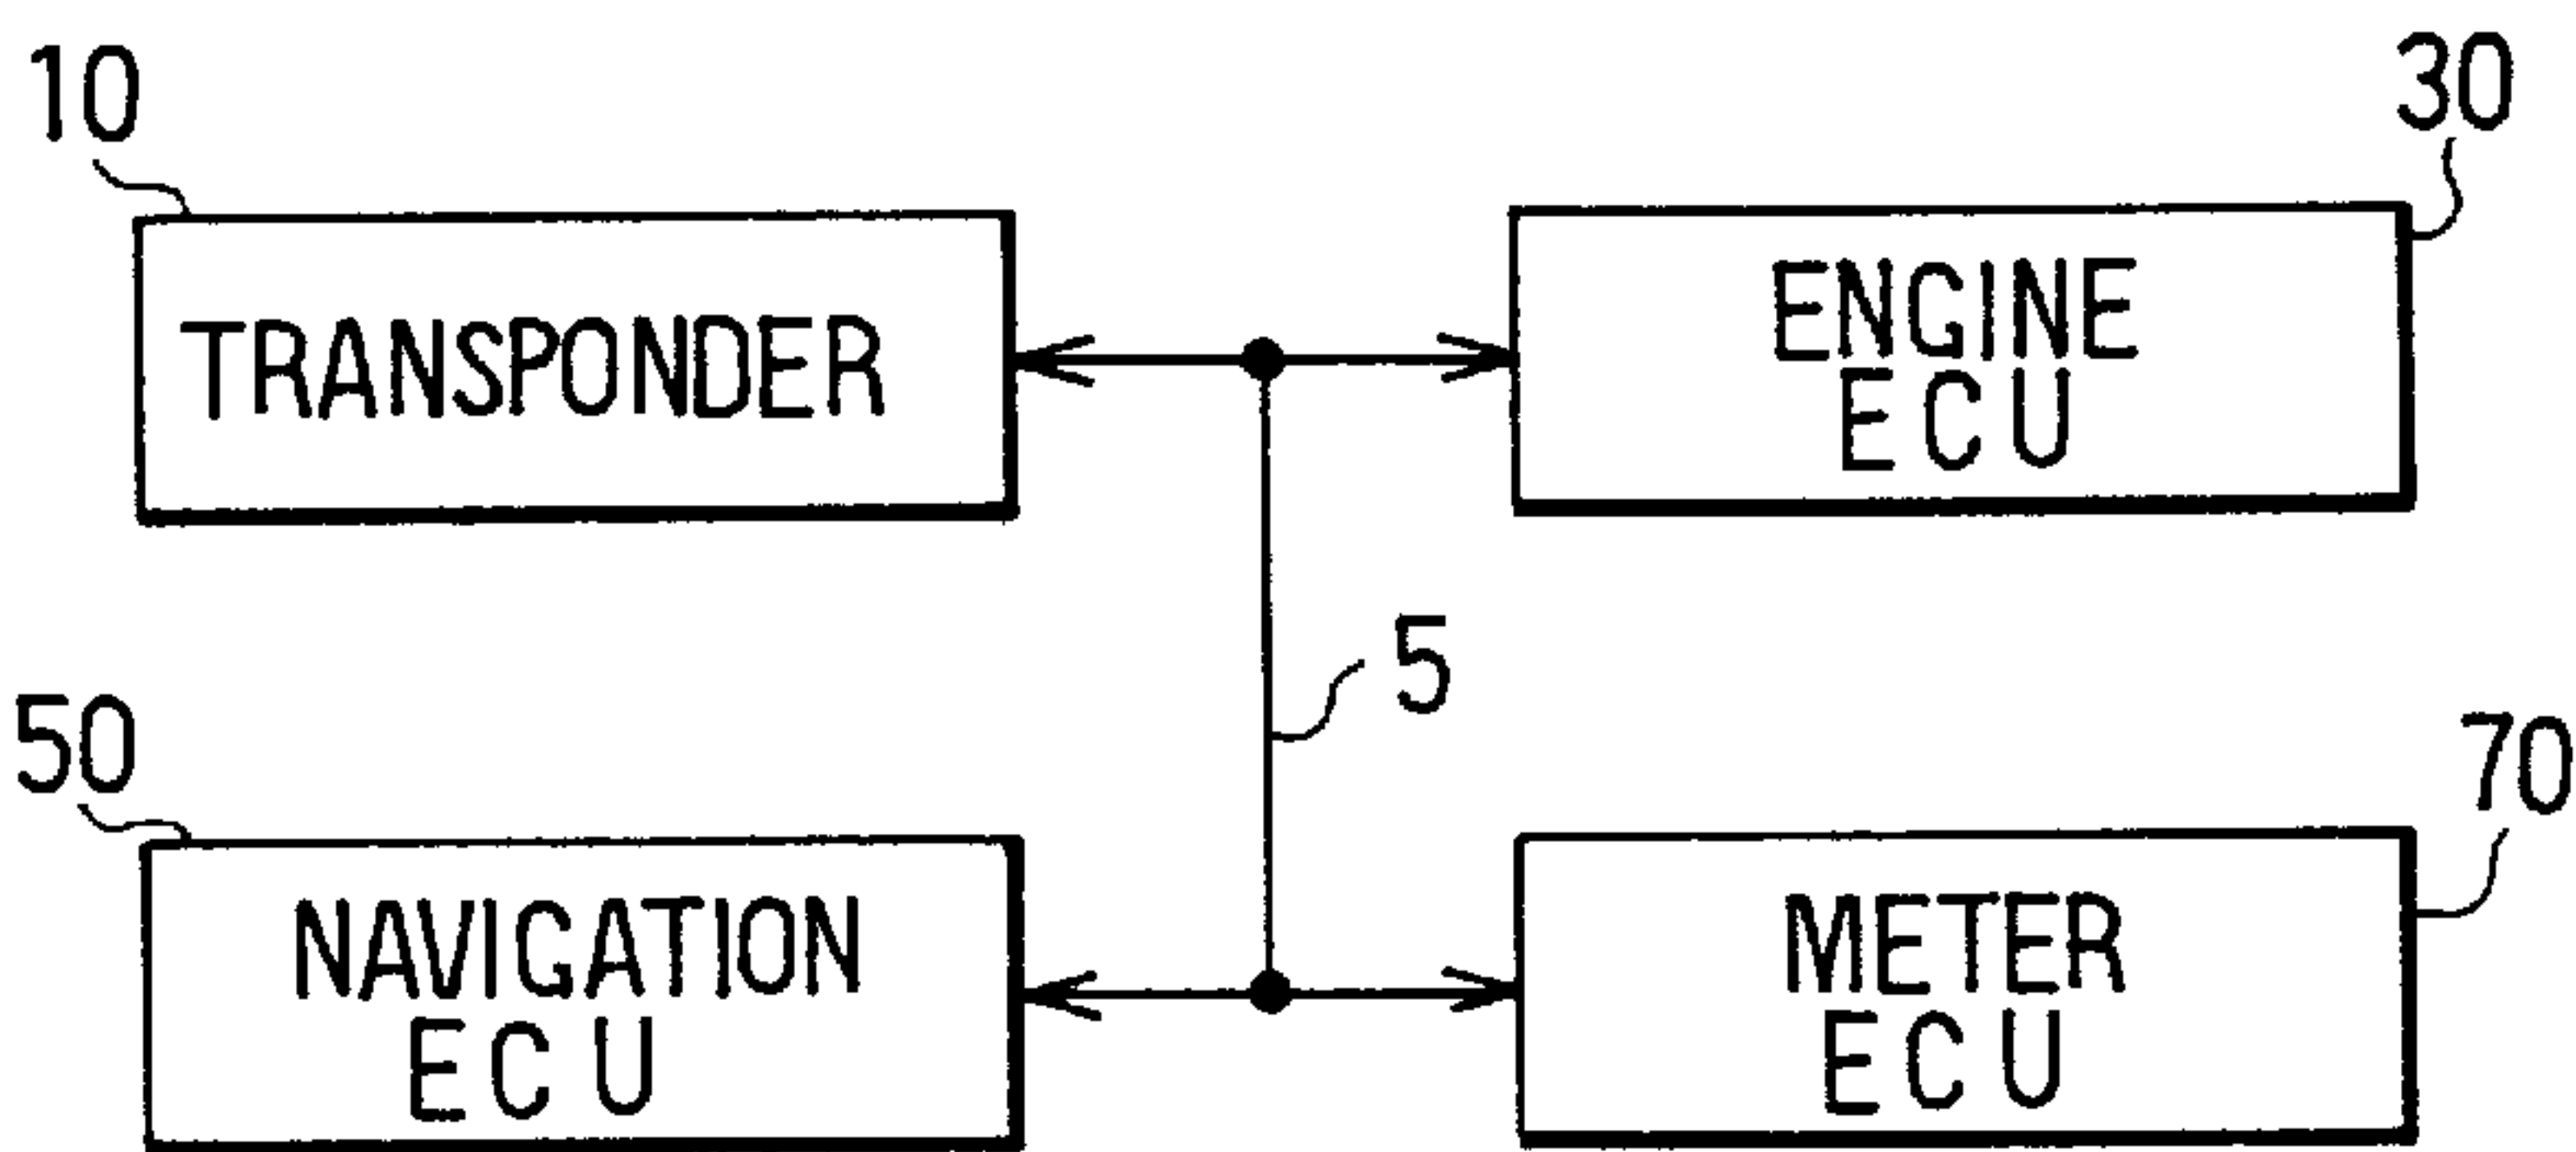 10
30
TRANSPONDER
ENGINE
ECU
5
50
70
NAVIGATION
ECU
METER
ECU